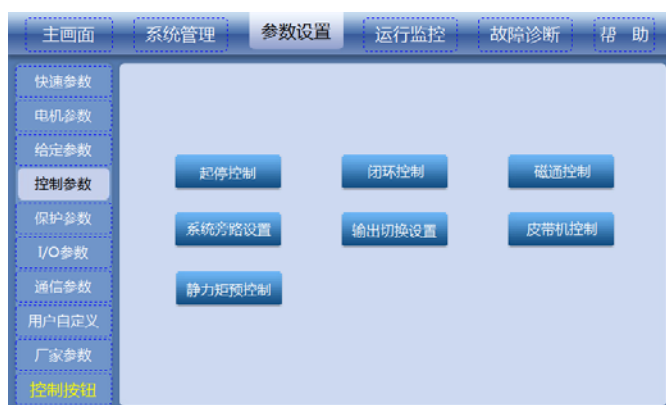 主画面 系统管理 参数设置 运行监控 故障诊断 帮 助
快速参数
电机参数
给定参数
控制参数
保护参数
I/O参数
通信参数
用户自定义
厂家参数
控制按钮
起停控制 闭环控制 磁通控制
系统旁路设置 输出切换设置 皮带机控制
静力矩预控制